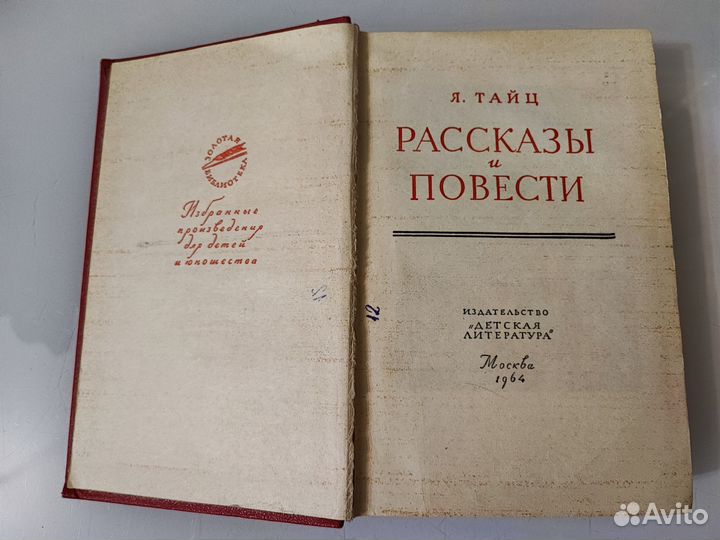 ЗОЛОТАЯ
БИБЛИОТЕКА
Избранные
произведения
для детей
и юношества
Я. ТАЙЦ
РАССКАЗЫ
и
ПОВЕСТИ
12
ИЗДАТЕЛЬСТВО
„ДЕТСКАЯ
ЛИТЕРАТУРА"
Москва
1964
Avito